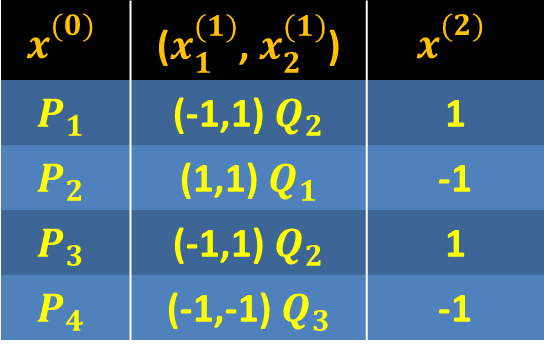 x^(0) (x_1^(1), x_2^(1)) x^(2)
P_1 (-1,1) Q_2 1
P_2 (1,1) Q_1 -1
P_3 (-1,1) Q_2 1
P_4 (-1,-1) Q_3 -1